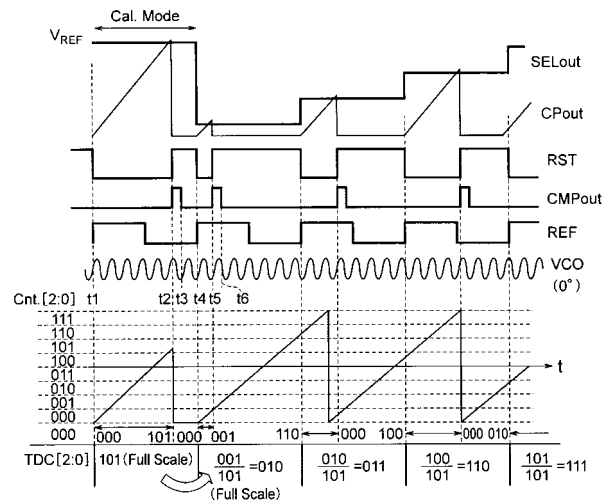 Cal. Mode
VREF
SELout
CPout
RST
CMPout
REF
VCO
(0°)
Cnt.[2:0] t1 t2 t3 t4 t5 t6
111
110
101
100
011
010
001
000
t
000 000 101 000 001 110 000 100 000 010
TDC [2:0] 101 (Full Scale) 001/101 =010 010/101 =011 100/101 =110 101/101 =111
(Full Scale)